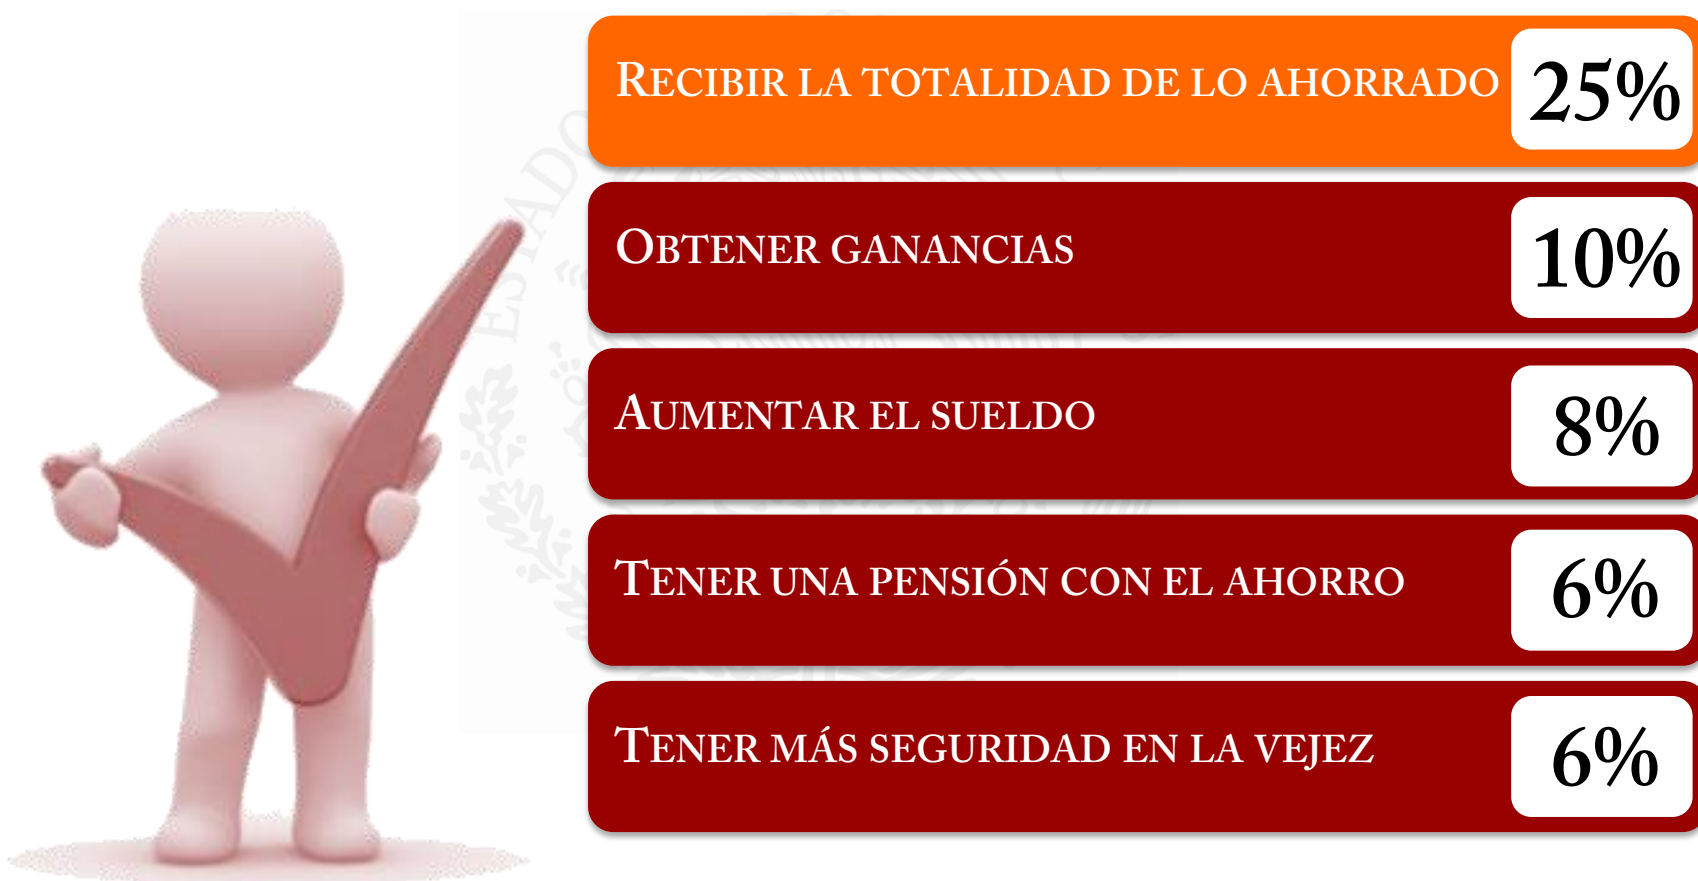 RECIBIR LA TOTALIDAD DE LO AHORRADO 25%
OBTENER GANANCIAS 10%
AUMENTAR EL SUELDO 8%
TENER UNA PENSIÓN CON EL AHORRO 6%
TENER MÁS SEGURIDAD EN LA VEJEZ 6%